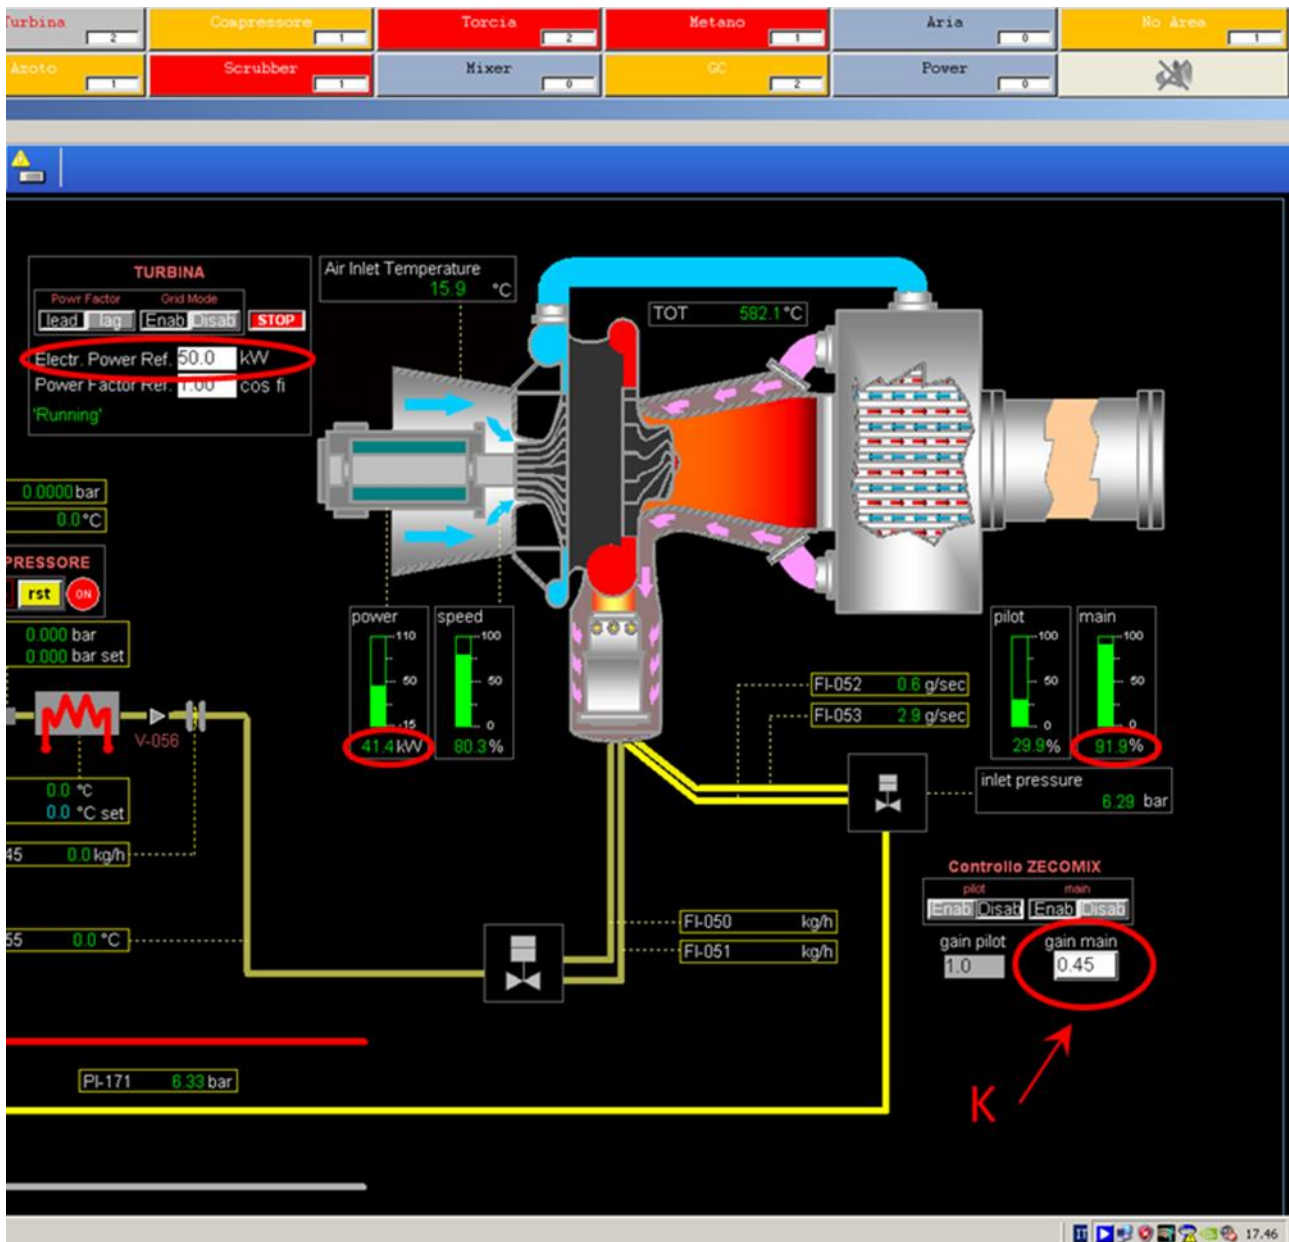 Turbina 2 Compressore 1 Torcia 2 Metano 1 Aria 0 No Area 1
Azoto 1 Scrubber 1 Mixer 0 GC 2 Power 0
TURBINA
Powr Factor Grid Mode
lead lag Enab Disab STOP
Electr. Power Ref. 50.0 kW
Power Factor Ref. 1.00 cos fi
'Running'
Air Inlet Temperature
15.9 °C
TOT 582.1 °C
0.0000 bar
0.0 °C
PRESSORE
rst ON
0.000 bar
0.000 bar set
power
110
50
-15
41.4 kW
speed
100
50
0
80.3 %
pilot
100
50
0
29.9 %
main
100
50
0
91.9 %
FI-052 0.6 g/sec
FI-053 2.9 g/sec
V-056
inlet pressure
6.29 bar
0.0 °C
0.0 °C set
45 0.0 kg/h
Controllo ZECOMIX
pilot main
Enab Disab Enab Disab
gain pilot gain main
1.0 0.45
FI-050 kg/h
FI-051 kg/h
55 0.0 °C
K
PI-171 6.33 bar
IT 17.46